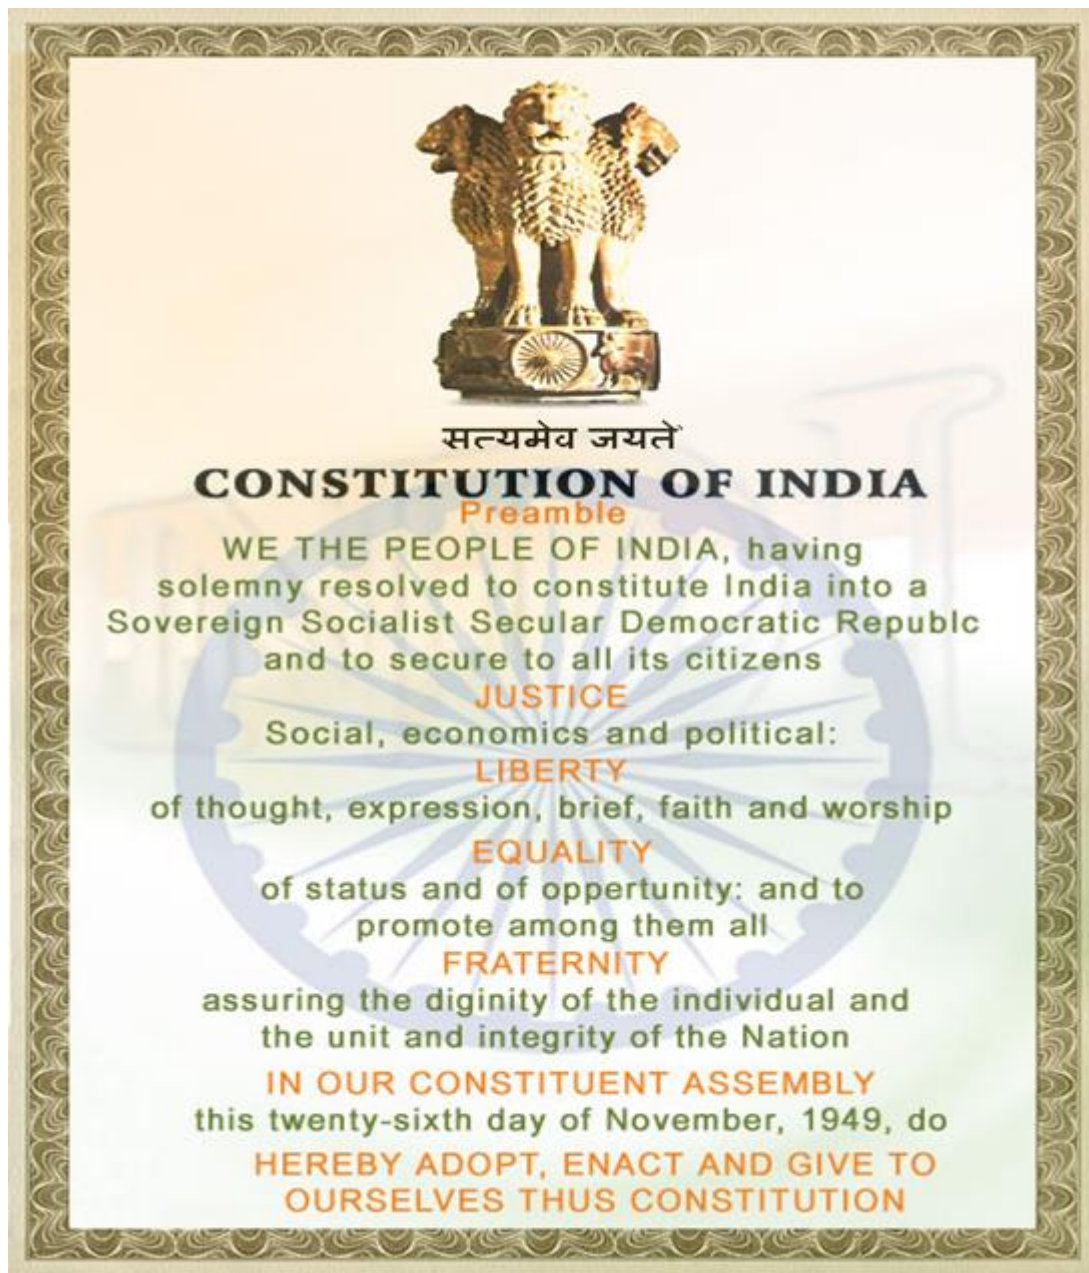 सत्यमेव जयते
CONSTITUTION OF INDIA
Preamble
WE THE PEOPLE OF INDIA, having
solemny resolved to constitute India into a
Sovereign Socialist Secular Democratic Republc
and to secure to all its citizens
JUSTICE
Social, economics and political:
LIBERTY
of thought, expression, brief, faith and worship
EQUALITY
of status and of oppertunity: and to
promote among them all
FRATERNITY
assuring the diginity of the individual and
the unit and integrity of the Nation
IN OUR CONSTITUENT ASSEMBLY
this twenty-sixth day of November, 1949, do
HEREBY ADOPT, ENACT AND GIVE TO
OURSELVES THUS CONSTITUTION